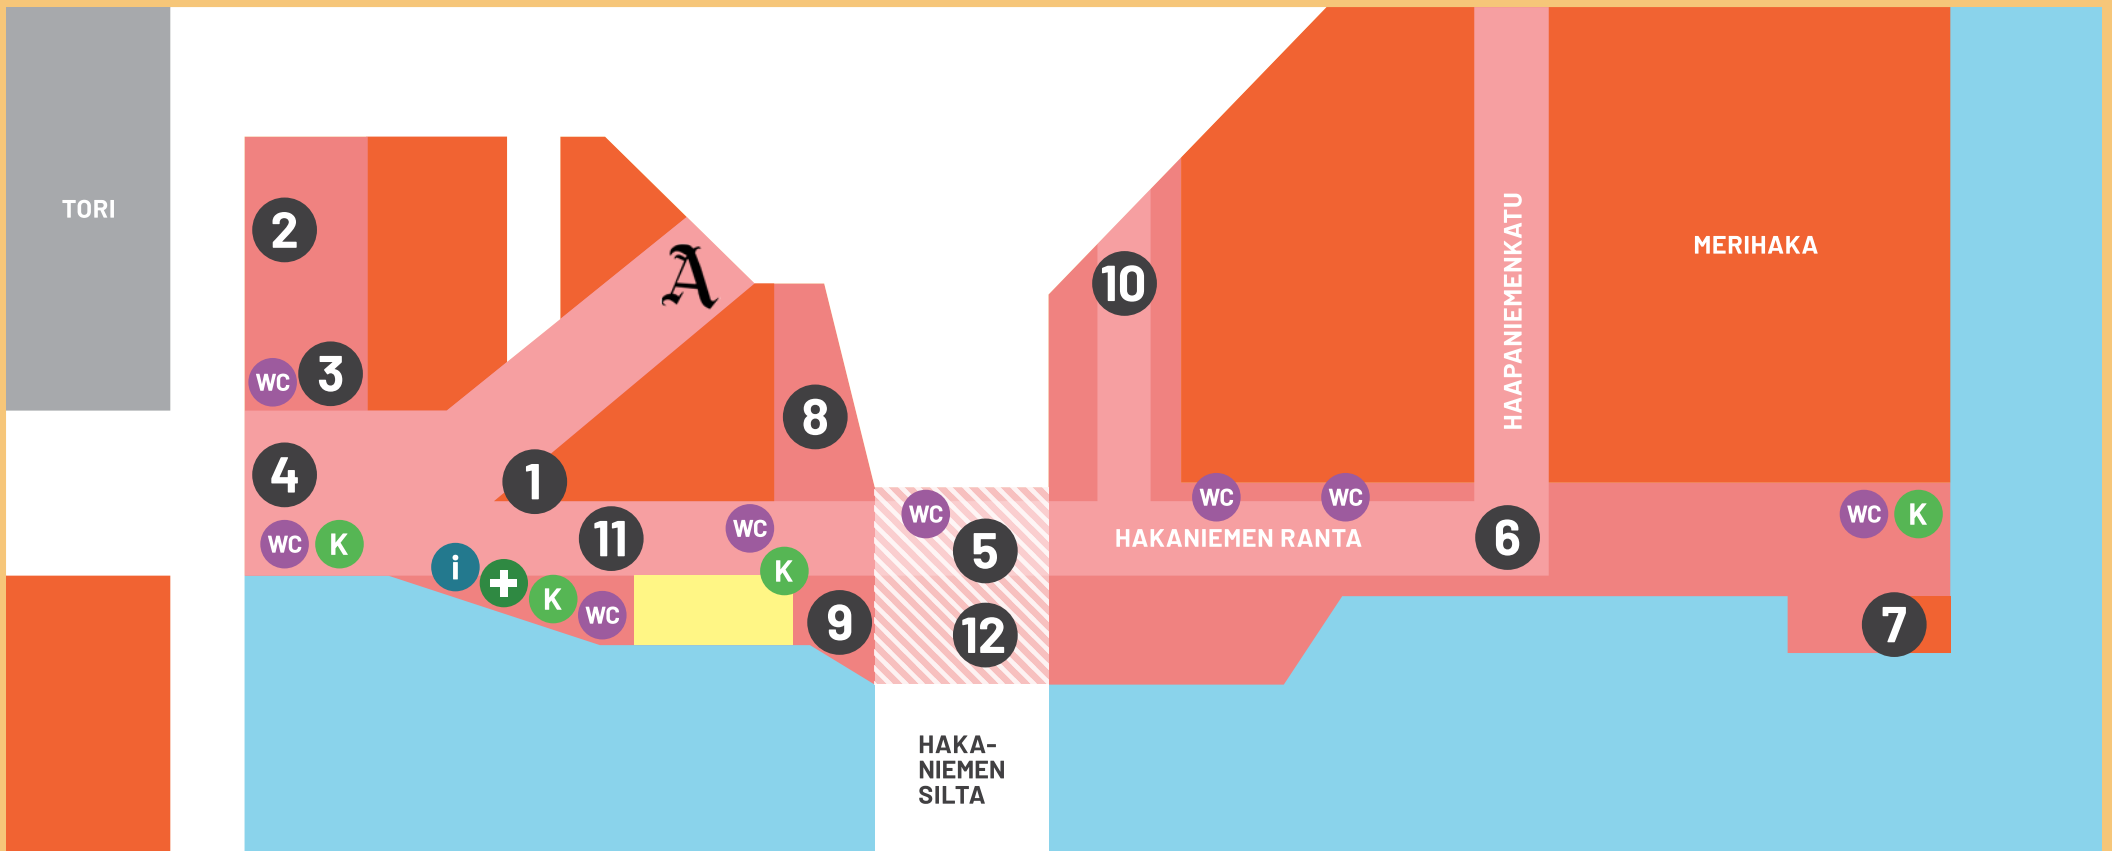 TORI
2
WC
3
4
WC
K
A
1
8
11
i
+
K
WC
WC
K
9
WC
5
12
HAKA-
NIEMEN
SILTA
10
WC
WC
HAKANIEMEN RANTA
6
HAAPANIEMENKATU
MERIHAKA
WC
K
7